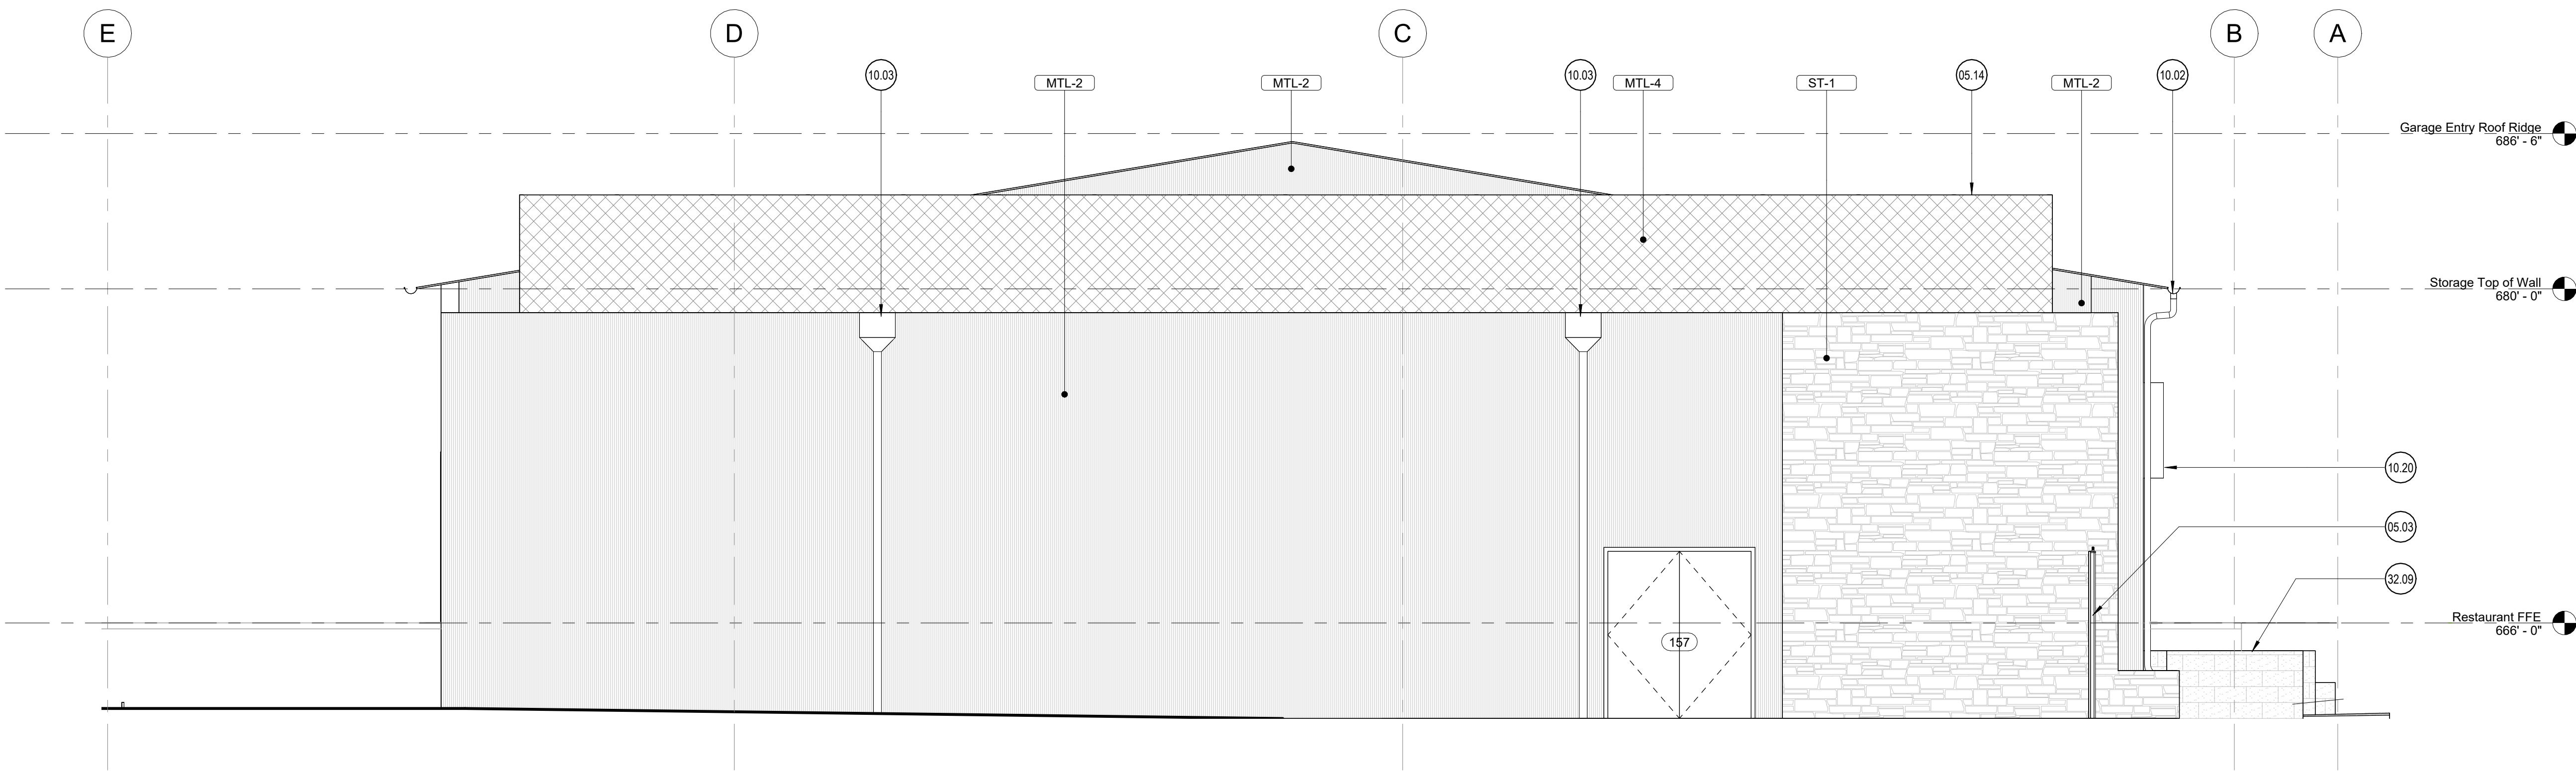 E
D
C
B
A
10.03
MTL-2
MTL-2
10.03
MTL-4
ST-1
05.14
MTL-2
10.02
Garage Entry Roof Ridge
686' - 6"
Storage Top of Wall
680' - 0"
10.20
05.03
32.09
Restaurant FFE
666' - 0"
157